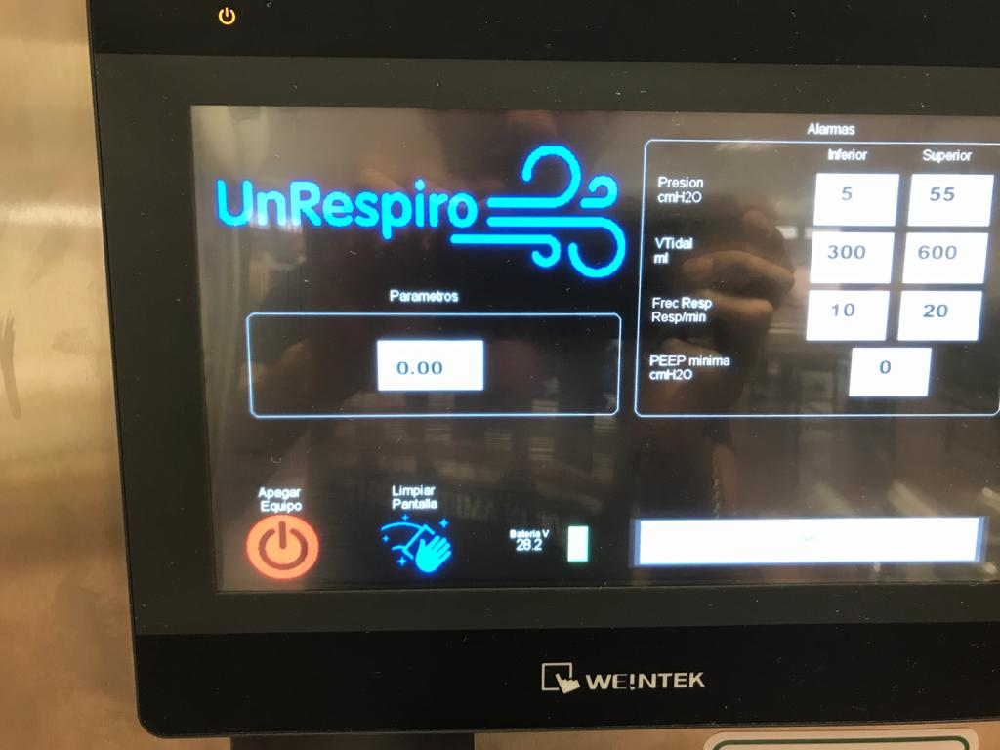 UnRespiro
Alarmas
Inferior
Superior
Presion
cmH2O
5
55
VTidal
ml
300
600
Frec Resp
Resp/min
10
20
PEEP minima
cmH2O
0
Parametros
0.00
Apagar
Equipo
Limpiar
Pantalla
Bateria V
28.2
WEINTEK